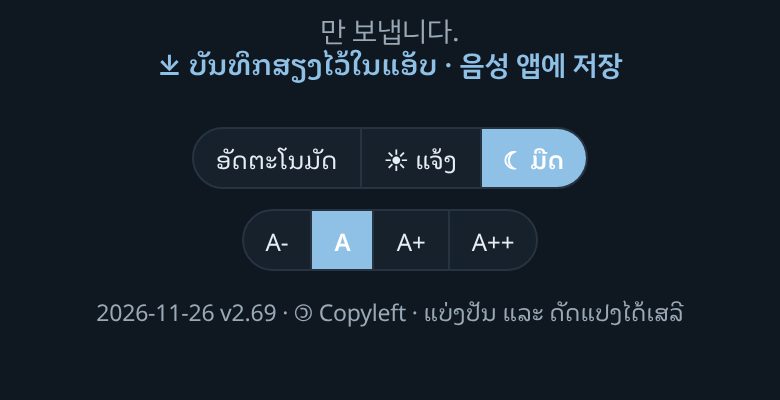 만 보냅니다.
ບັນທຶກສຽງໄວ້ໃນແອັບ · 음성 앱에 저장
ອັດຕະໂນມັດ ☀ ແຈ້ງ ☾ ມືດ
A- A A+ A++
2026-11-26 v2.69 · 🄯 Copyleft · ແບ່ງປັນ ແລະ ດັດແປງໄດ້ເສລີ